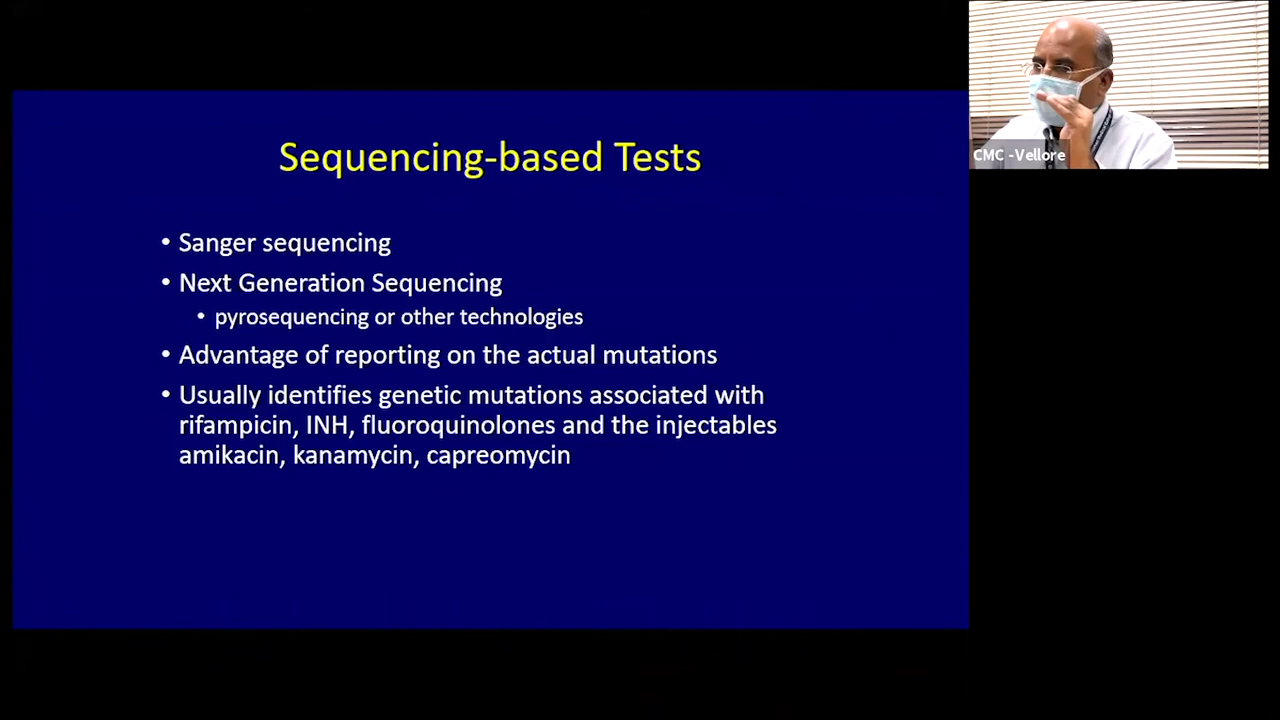 Sequencing-based Tests
• Sanger sequencing
• Next Generation Sequencing
• pyrosequencing or other technologies
• Advantage of reporting on the actual mutations
• Usually identifies genetic mutations associated with
rifampicin, INH, fluoroquinolones and the injectables
amikacin, kanamycin, capreomycin
CMC -Vellore